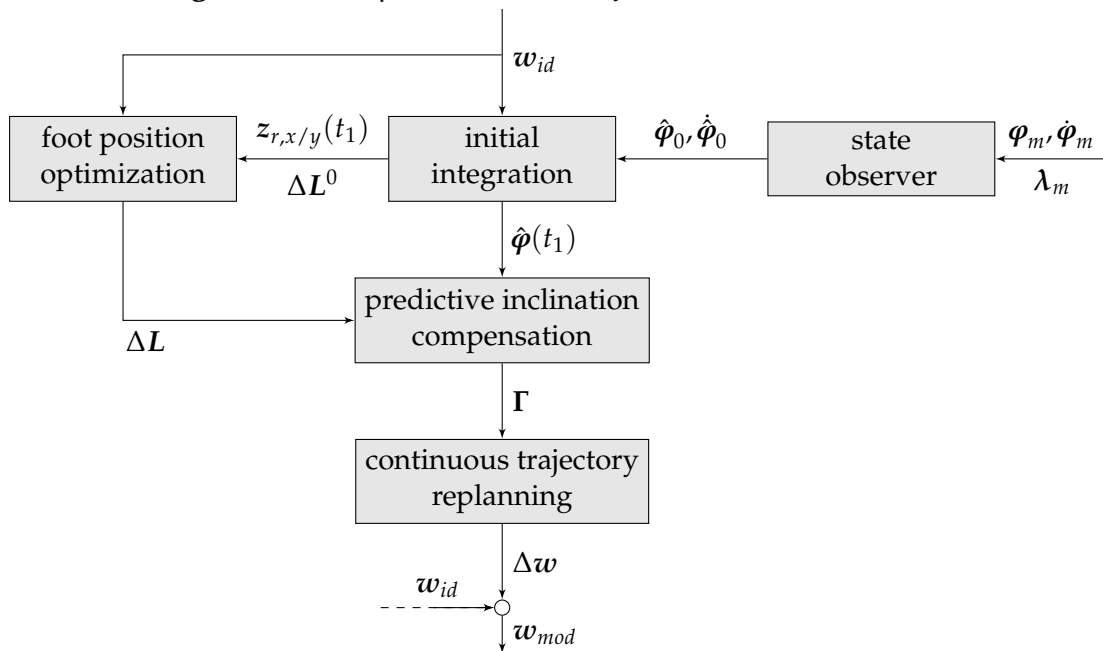 w_id
foot position
optimization
z_{r,x/y}(t_1)
ΔL^0
initial
integration
φ̂_0, φ̂̇_0
state
observer
φ_m, φ̇_m
λ_m
φ̂(t_1)
predictive inclination
compensation
ΔL
Γ
continuous trajectory
replanning
Δw
w_id
w_mod